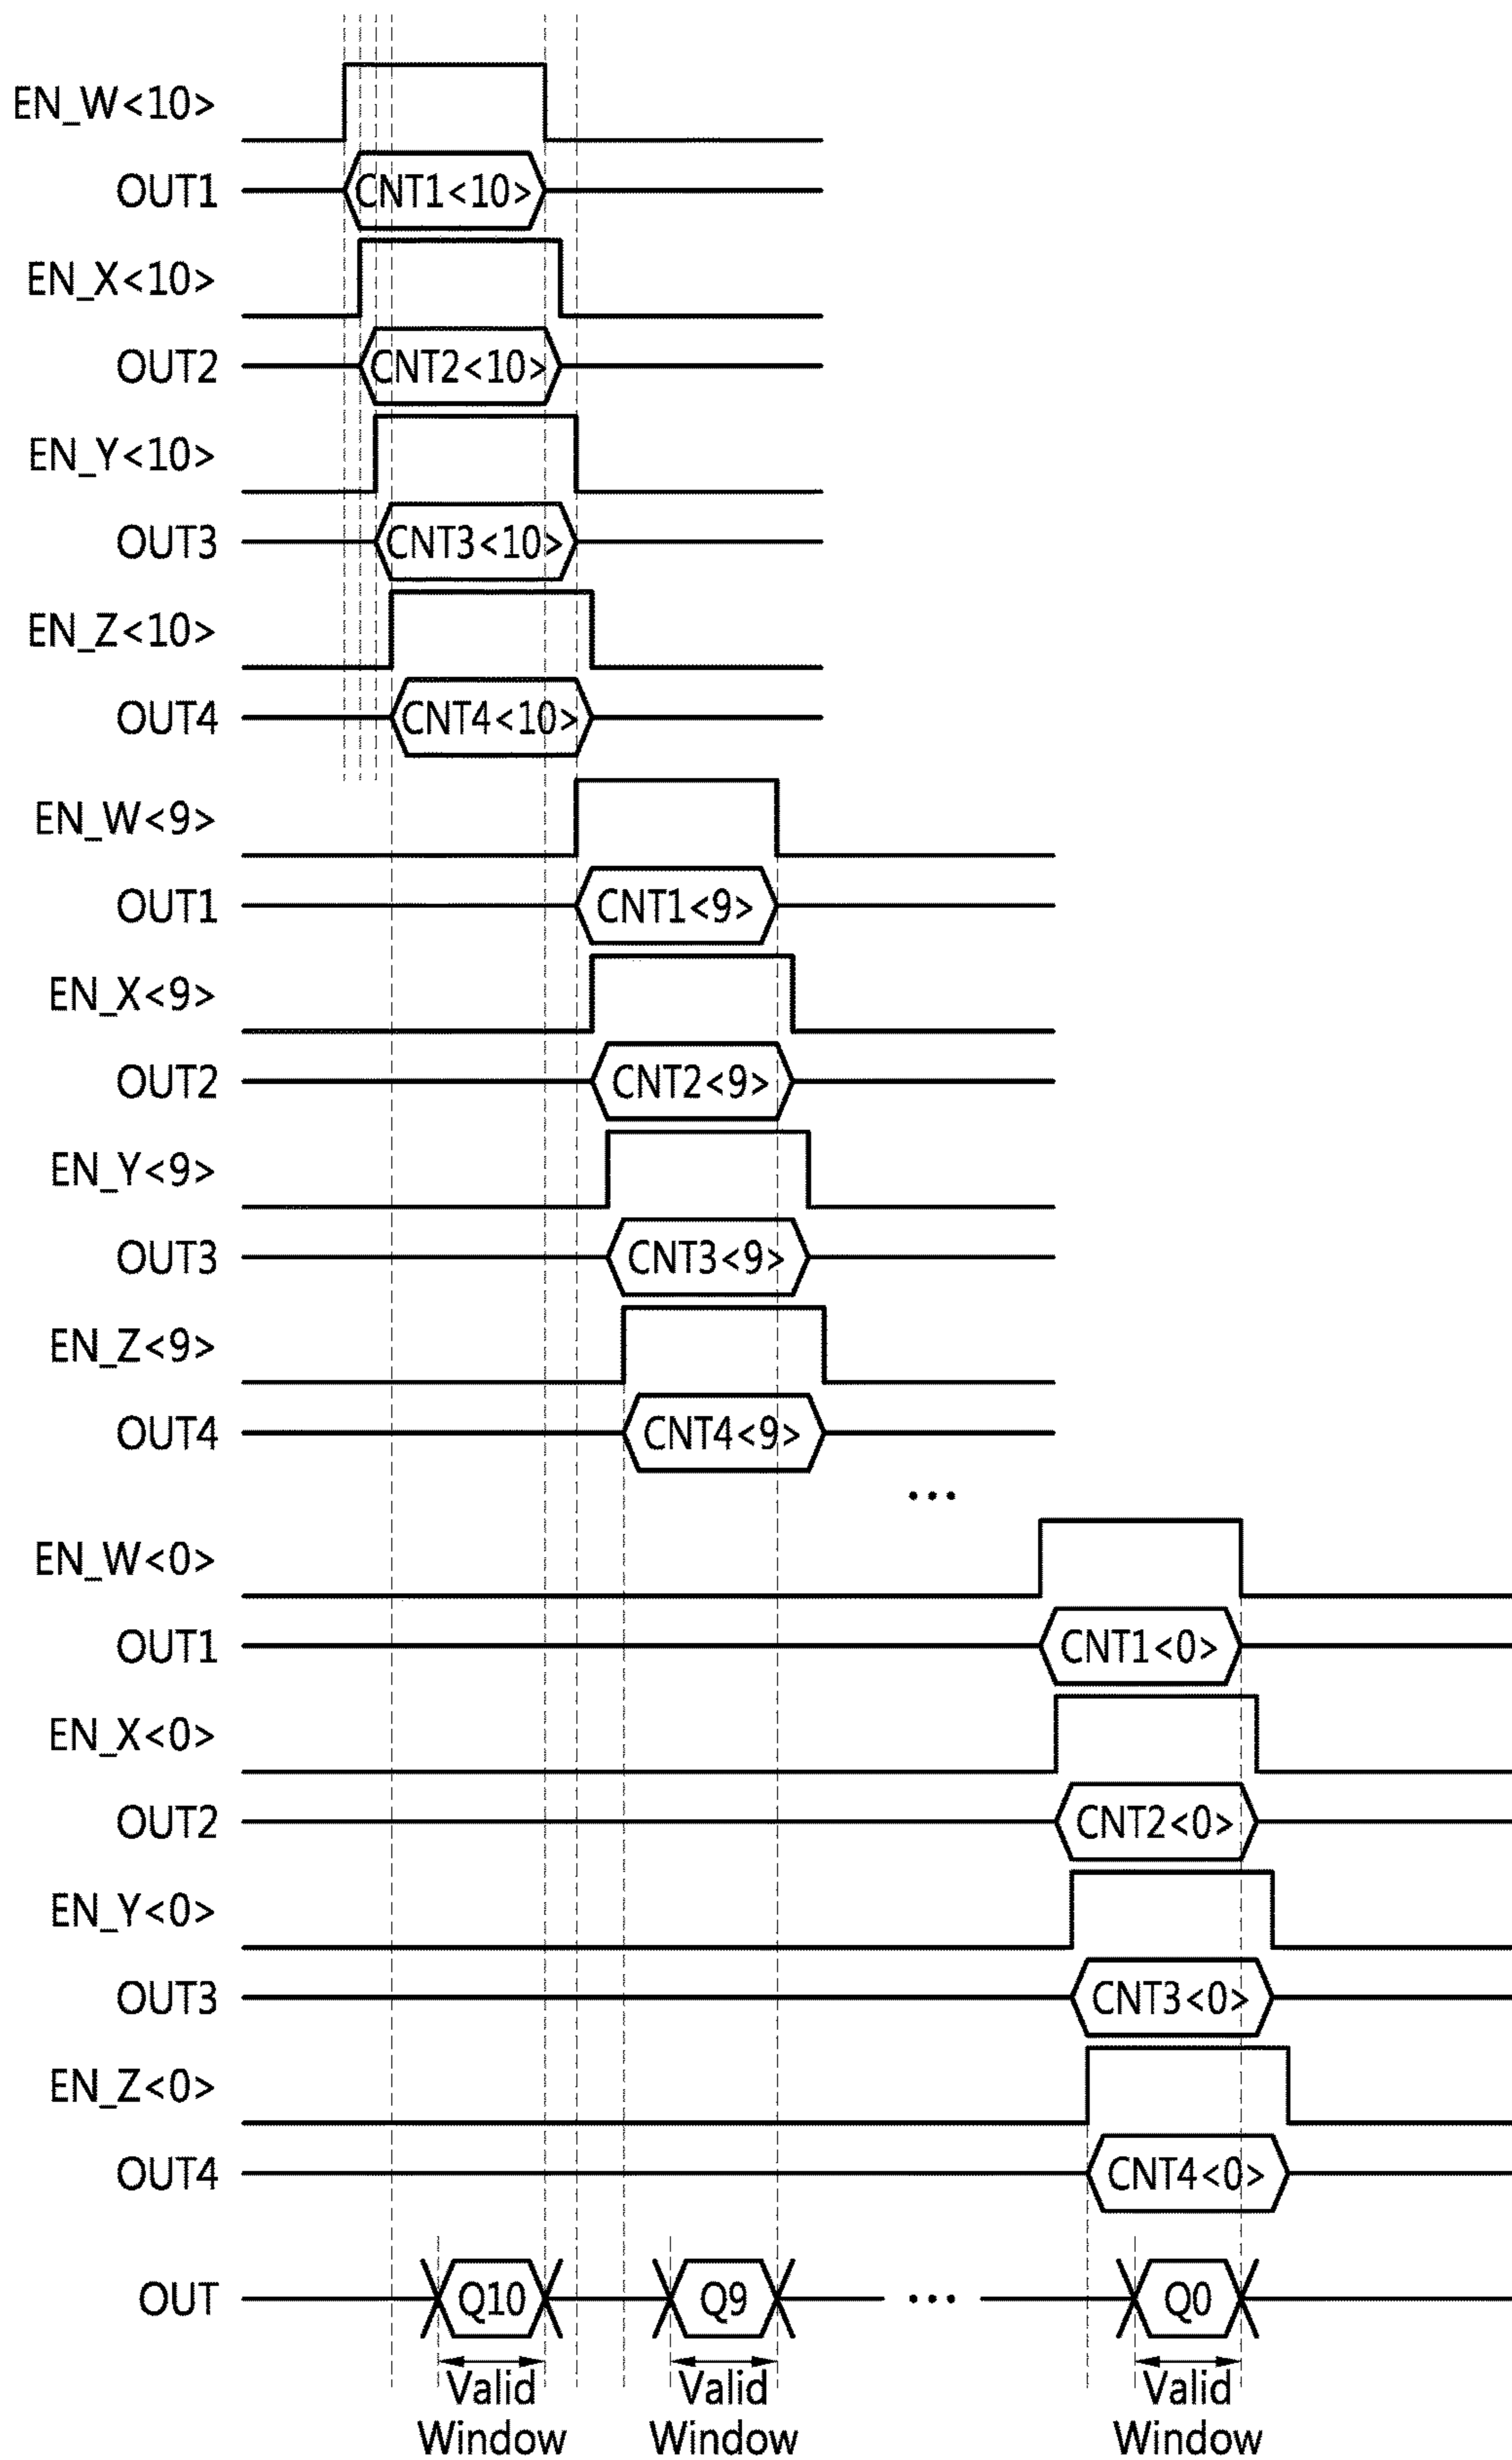 EN_W<10>
OUT1 CNT1<10>
EN_X<10>
OUT2 CNT2<10>
EN_Y<10>
OUT3 CNT3<10>
EN_Z<10>
OUT4 CNT4<10>
EN_W<9>
OUT1 CNT1<9>
EN_X<9>
OUT2 CNT2<9>
EN_Y<9>
OUT3 CNT3<9>
EN_Z<9>
OUT4 CNT4<9>
...
EN_W<0>
OUT1 CNT1<0>
EN_X<0>
OUT2 CNT2<0>
EN_Y<0>
OUT3 CNT3<0>
EN_Z<0>
OUT4 CNT4<0>
OUT Q10 Q9 ... Q0
Valid Valid Valid
Window Window Window